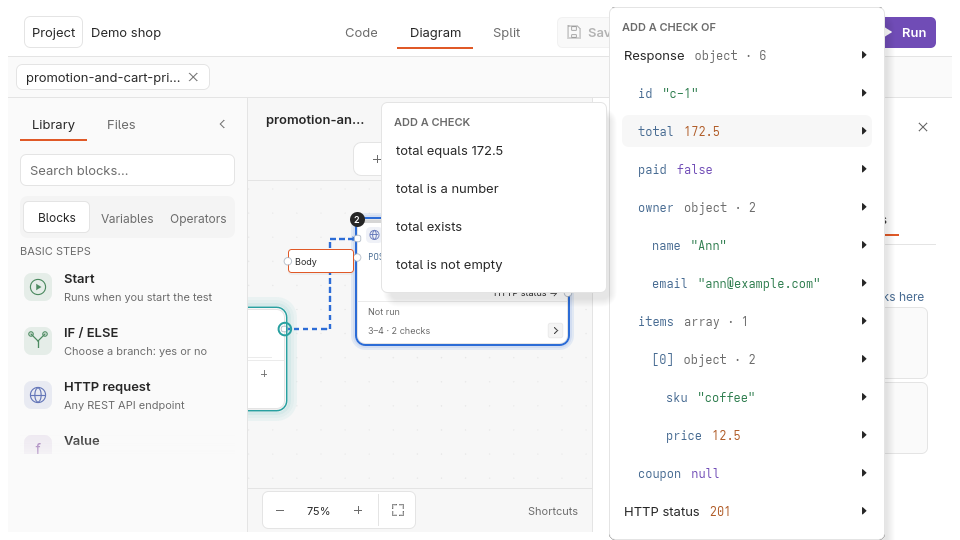 Project
Demo shop
Code
Diagram
Split
Sav
Run
promotion-and-cart-pri...
Library
Files
Search blocks...
Blocks
Variables
Operators
BASIC STEPS
Start
Runs when you start the test
IF / ELSE
Choose a branch: yes or no
HTTP request
Any REST API endpoint
Value
promotion-an...
2
Body
POS
HTTP status →
Not run
3–4 · 2 checks
75%
Shortcuts
ADD A CHECK
total equals 172.5
total is a number
total exists
total is not empty
ADD A CHECK OF
Response object · 6
id "c-1"
total 172.5
paid false
owner object · 2
name "Ann"
email "ann@example.com"
items array · 1
[0] object · 2
sku "coffee"
price 12.5
coupon null
HTTP status 201
ks here